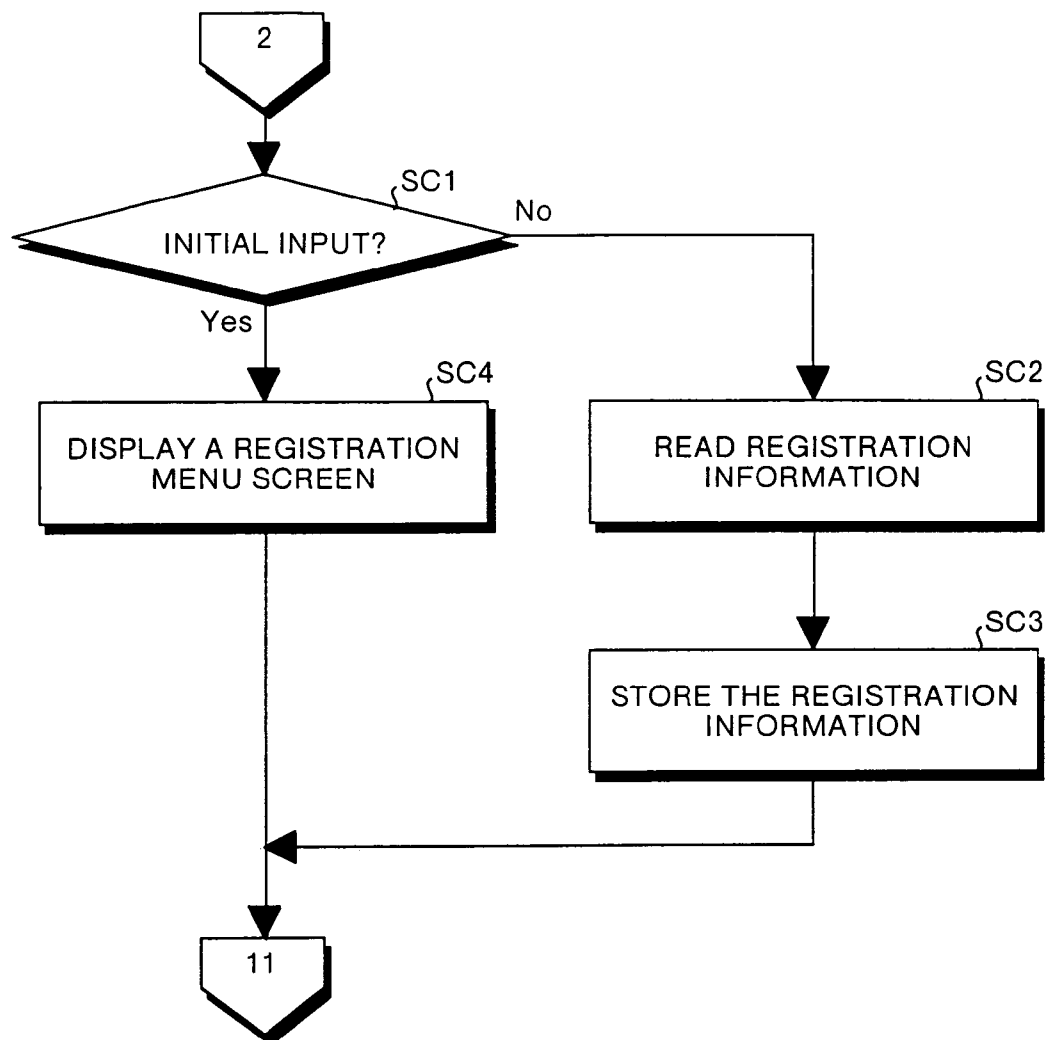 2
SC1
INITIAL INPUT?
No
Yes
SC4
DISPLAY A REGISTRATION
MENU SCREEN
SC2
READ REGISTRATION
INFORMATION
SC3
STORE THE REGISTRATION
INFORMATION
11